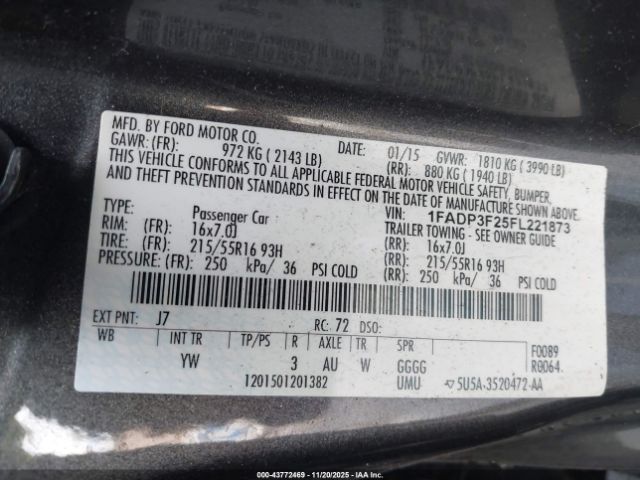 MFD. BY FORD MOTOR CO. DATE: 01/15 GVWR: 1810 KG ( 3990 LB)
GAWR: (FR): 972 KG ( 2143 LB) (RR): 880 KG ( 1940 LB)
THIS VEHICLE CONFORMS TO ALL APPLICABLE FEDERAL MOTOR VEHICLE SAFETY, BUMPER,
AND THEFT PREVENTION STANDARDS IN EFFECT ON THE DATE OF MANUFACTURE SHOWN ABOVE.
VIN: 1FADP3F25FL221873
TYPE: Passenger Car TRAILER TOWING - SEE OWNER GUIDE
RIM: (FR): 16x7.0J (RR): 16x7.0J
TIRE: (FR): 215/55R16 93H (RR): 215/55R16 93H
PRESSURE: (FR): 250 kPa/ 36 PSI COLD (RR): 250 kPa/ 36 PSI COLD
EXT PNT: J7 RC: 72 DSO:
WB INT TR TP/PS R AXLE TR SPR F0089
YW 3 AU W GGGG R0064
1201501201382 UMU 5U5A-3520472-AA
00-43772469 - 11/20/2025 - IAAHQ.COM